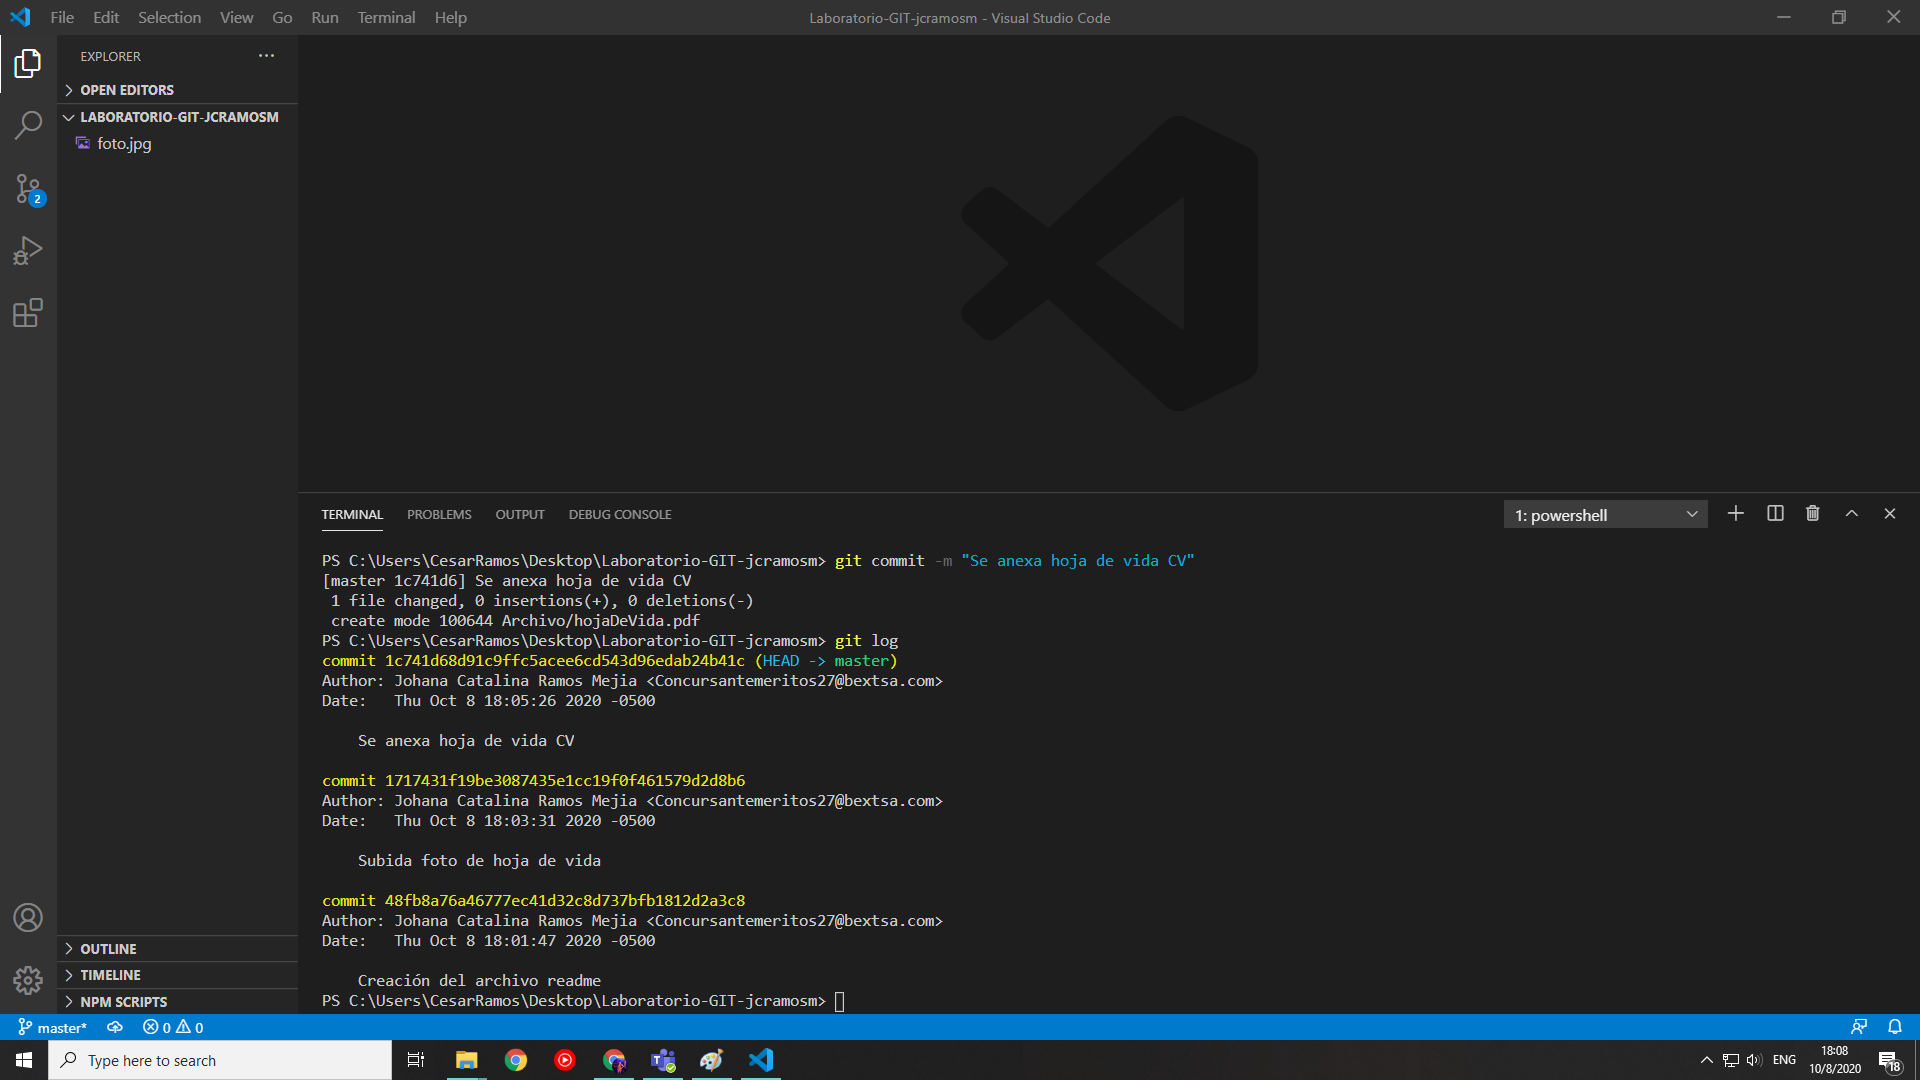 File Edit Selection View Go Run Terminal Help
Laboratorio-GIT-jcramosm - Visual Studio Code
EXPLORER
OPEN EDITORS
LABORATORIO-GIT-JCRAMOSM
foto.jpg
2
OUTLINE
TIMELINE
NPM SCRIPTS
TERMINAL PROBLEMS OUTPUT DEBUG CONSOLE
1: powershell
PS C:\Users\CesarRamos\Desktop\Laboratorio-GIT-jcramosm> git commit -m "Se anexa hoja de vida CV"
[master 1c741d6] Se anexa hoja de vida CV
1 file changed, 0 insertions(+), 0 deletions(-)
create mode 100644 Archivo/hojaDeVida.pdf
PS C:\Users\CesarRamos\Desktop\Laboratorio-GIT-jcramosm> git log
commit 1c741d68d91c9ffc5acee6cd543d96edab24b41c (HEAD -> master)
Author: Johana Catalina Ramos Mejia <Concursantemeritos27@bextsa.com>
Date:   Thu Oct 8 18:05:26 2020 -0500
Se anexa hoja de vida CV
commit 1717431f19be3087435e1cc19f0f461579d2d8b6
Author: Johana Catalina Ramos Mejia <Concursantemeritos27@bextsa.com>
Date:   Thu Oct 8 18:03:31 2020 -0500
Subida foto de hoja de vida
commit 48fb8a76a46777ec41d32c8d737bfb1812d2a3c8
Author: Johana Catalina Ramos Mejia <Concursantemeritos27@bextsa.com>
Date:   Thu Oct 8 18:01:47 2020 -0500
Creación del archivo readme
PS C:\Users\CesarRamos\Desktop\Laboratorio-GIT-jcramosm>
master* 0 0
Type here to search
ENG
18:08
10/8/2020
18